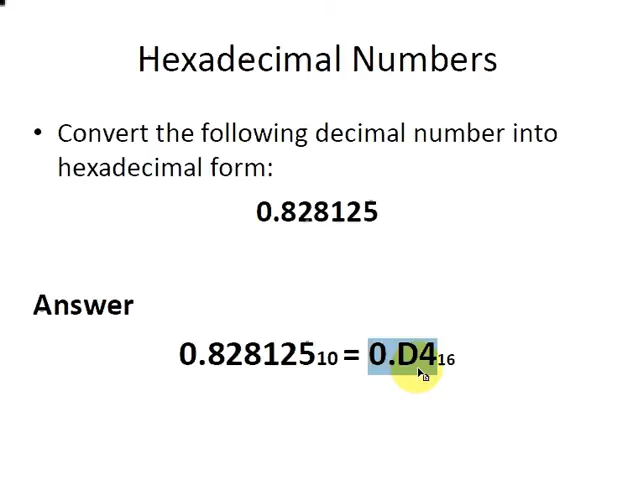 Hexadecimal Numbers
• Convert the following decimal number into
hexadecimal form:
0.828125
Answer
0.828125₁₀ = 0.D4₁₆